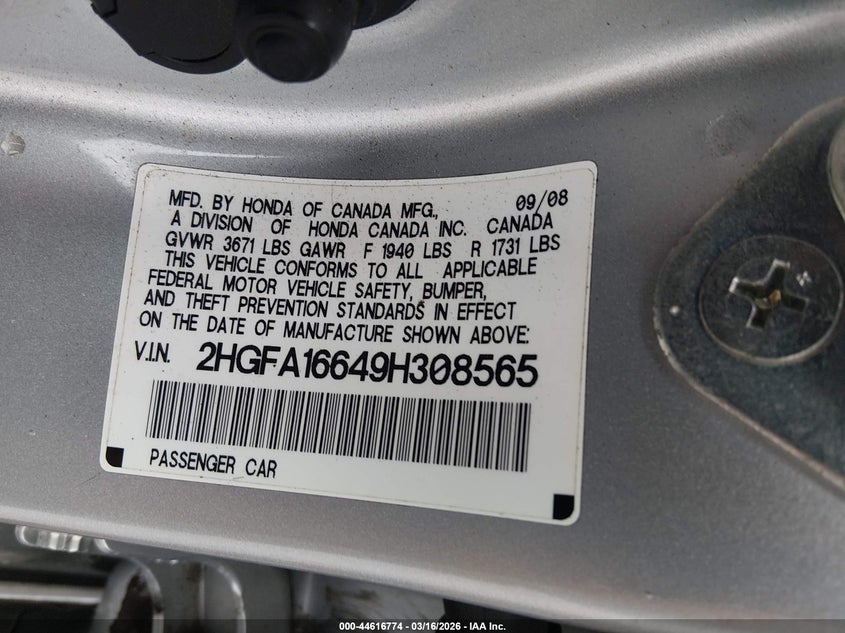 MFD. BY HONDA OF CANADA MFG., 09/08
A DIVISION OF HONDA CANADA INC. CANADA
GVWR 3671 LBS GAWR F 1940 LBS R 1731 LBS
THIS VEHICLE CONFORMS TO ALL APPLICABLE
FEDERAL MOTOR VEHICLE SAFETY, BUMPER,
AND THEFT PREVENTION STANDARDS IN EFFECT
ON THE DATE OF MANUFACTURE SHOWN ABOVE:
V.I.N. 2HGFA16649H308565
PASSENGER CAR
000-44616774 — 03/16/2026 — IAA Inc.